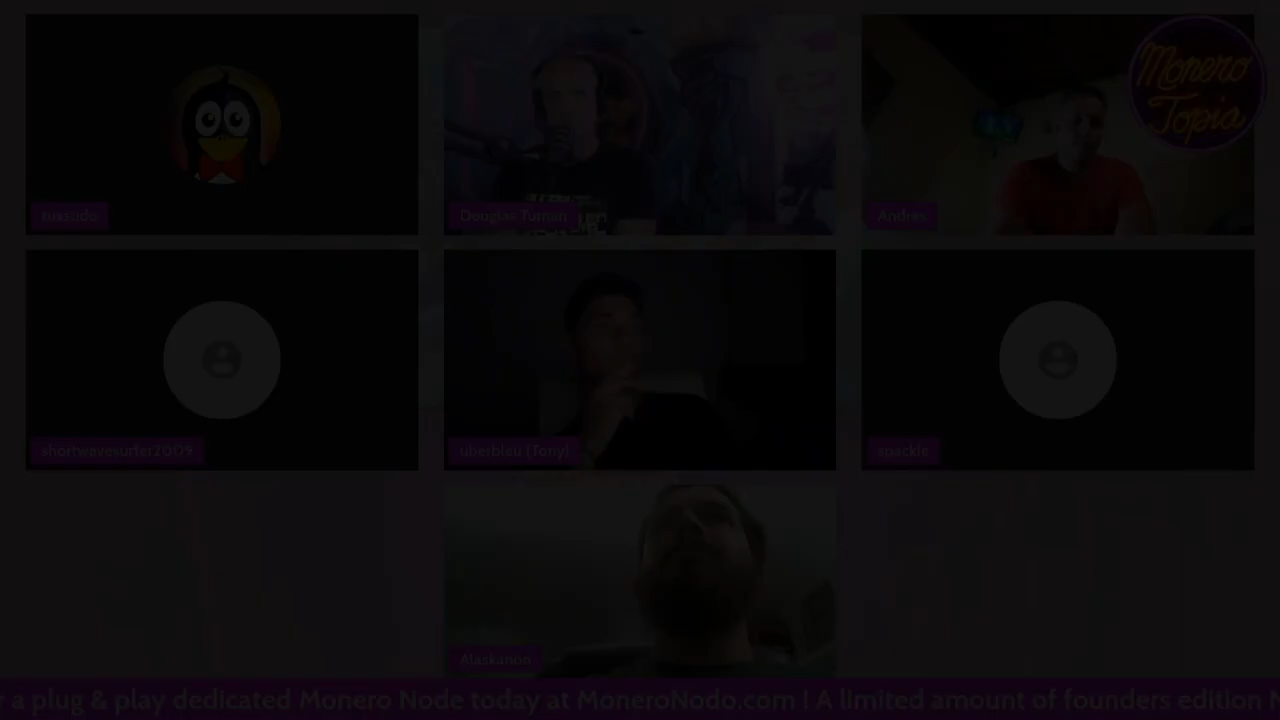 Monero
Topia
tuxsudo
Douglas Tuman
Andres
shortwavesurfer2009
uberbleu (Tony)
spackle
Alaskanon
r a plug & play dedicated Monero Node today at MoneroNodo.com ! A limited amount of founders edition